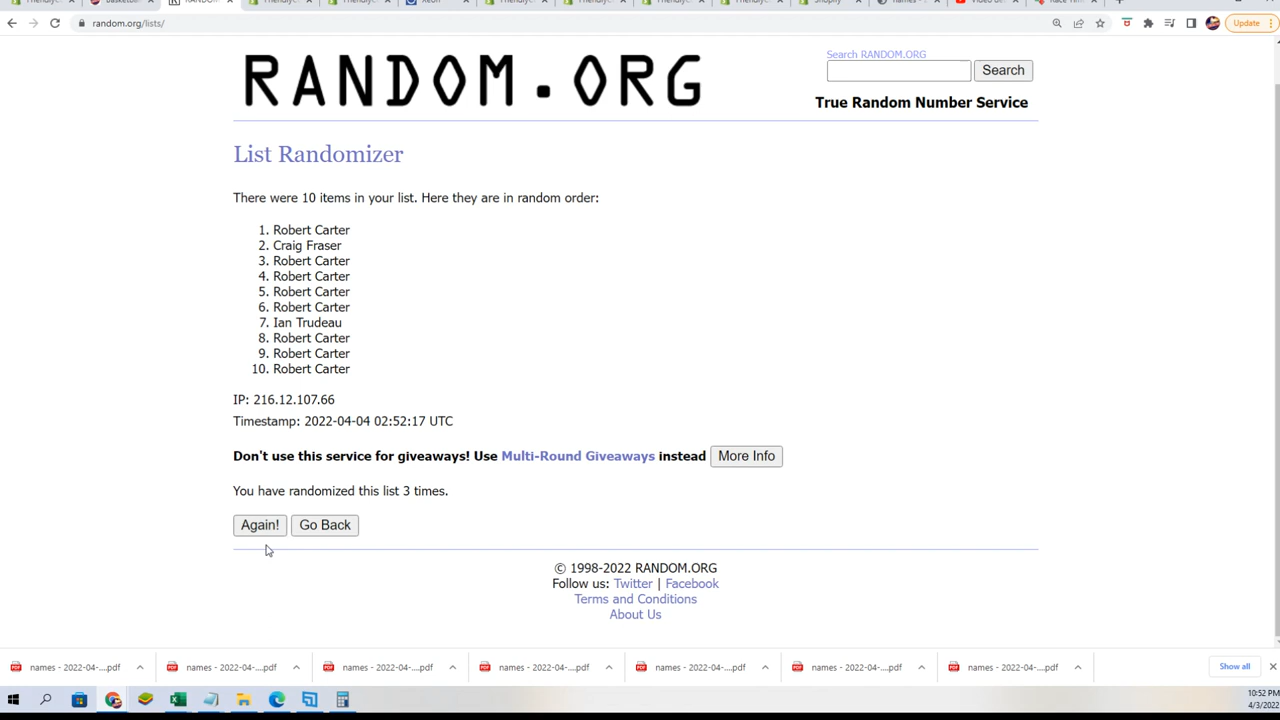 basketball
RANDOM
Shopify
names -
random.org/lists/
Update
RANDOM.ORG
Search RANDOM.ORG
Search
True Random Number Service
List Randomizer
There were 10 items in your list. Here they are in random order:
1. Robert Carter
2. Craig Fraser
3. Robert Carter
4. Robert Carter
5. Robert Carter
6. Robert Carter
7. Ian Trudeau
8. Robert Carter
9. Robert Carter
10. Robert Carter
IP: 216.12.107.66
Timestamp: 2022-04-04 02:52:17 UTC
Don't use this service for giveaways! Use Multi-Round Giveaways instead More Info
You have randomized this list 3 times.
Again! Go Back
© 1998-2022 RANDOM.ORG
Follow us: Twitter | Facebook
Terms and Conditions
About Us
names - 2022-04-....pdf
names - 2022-04-....pdf
names - 2022-04-....pdf
names - 2022-04-....pdf
names - 2022-04-....pdf
names - 2022-04-....pdf
names - 2022-04-....pdf
Show all
10:52 PM
4/3/2022